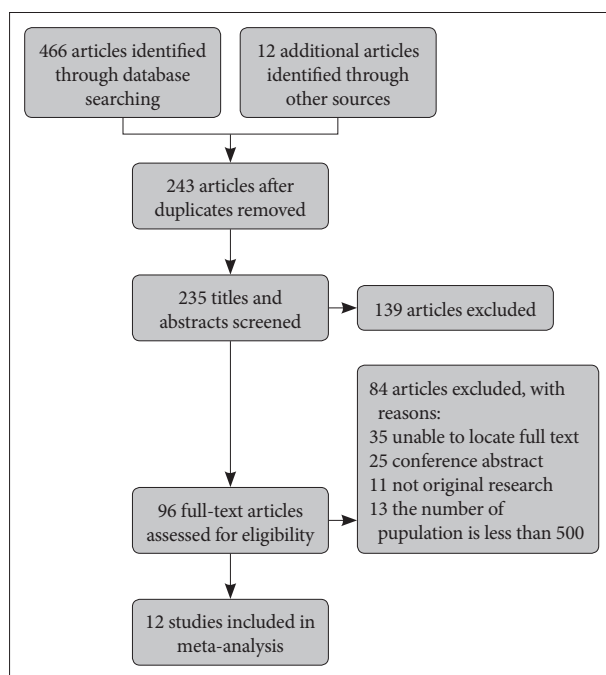 466 articles identified
through database
searching
12 additional articles
identified through
other sources
243 articles after
duplicates removed
235 titles and
abstracts screened
139 articles excluded
84 articles excluded, with
reasons:
35 unable to locate full text
25 conference abstract
11 not original research
13 the number of
pupulation is less than 500
96 full-text articles
assessed for eligibility
12 studies included in
meta-analysis